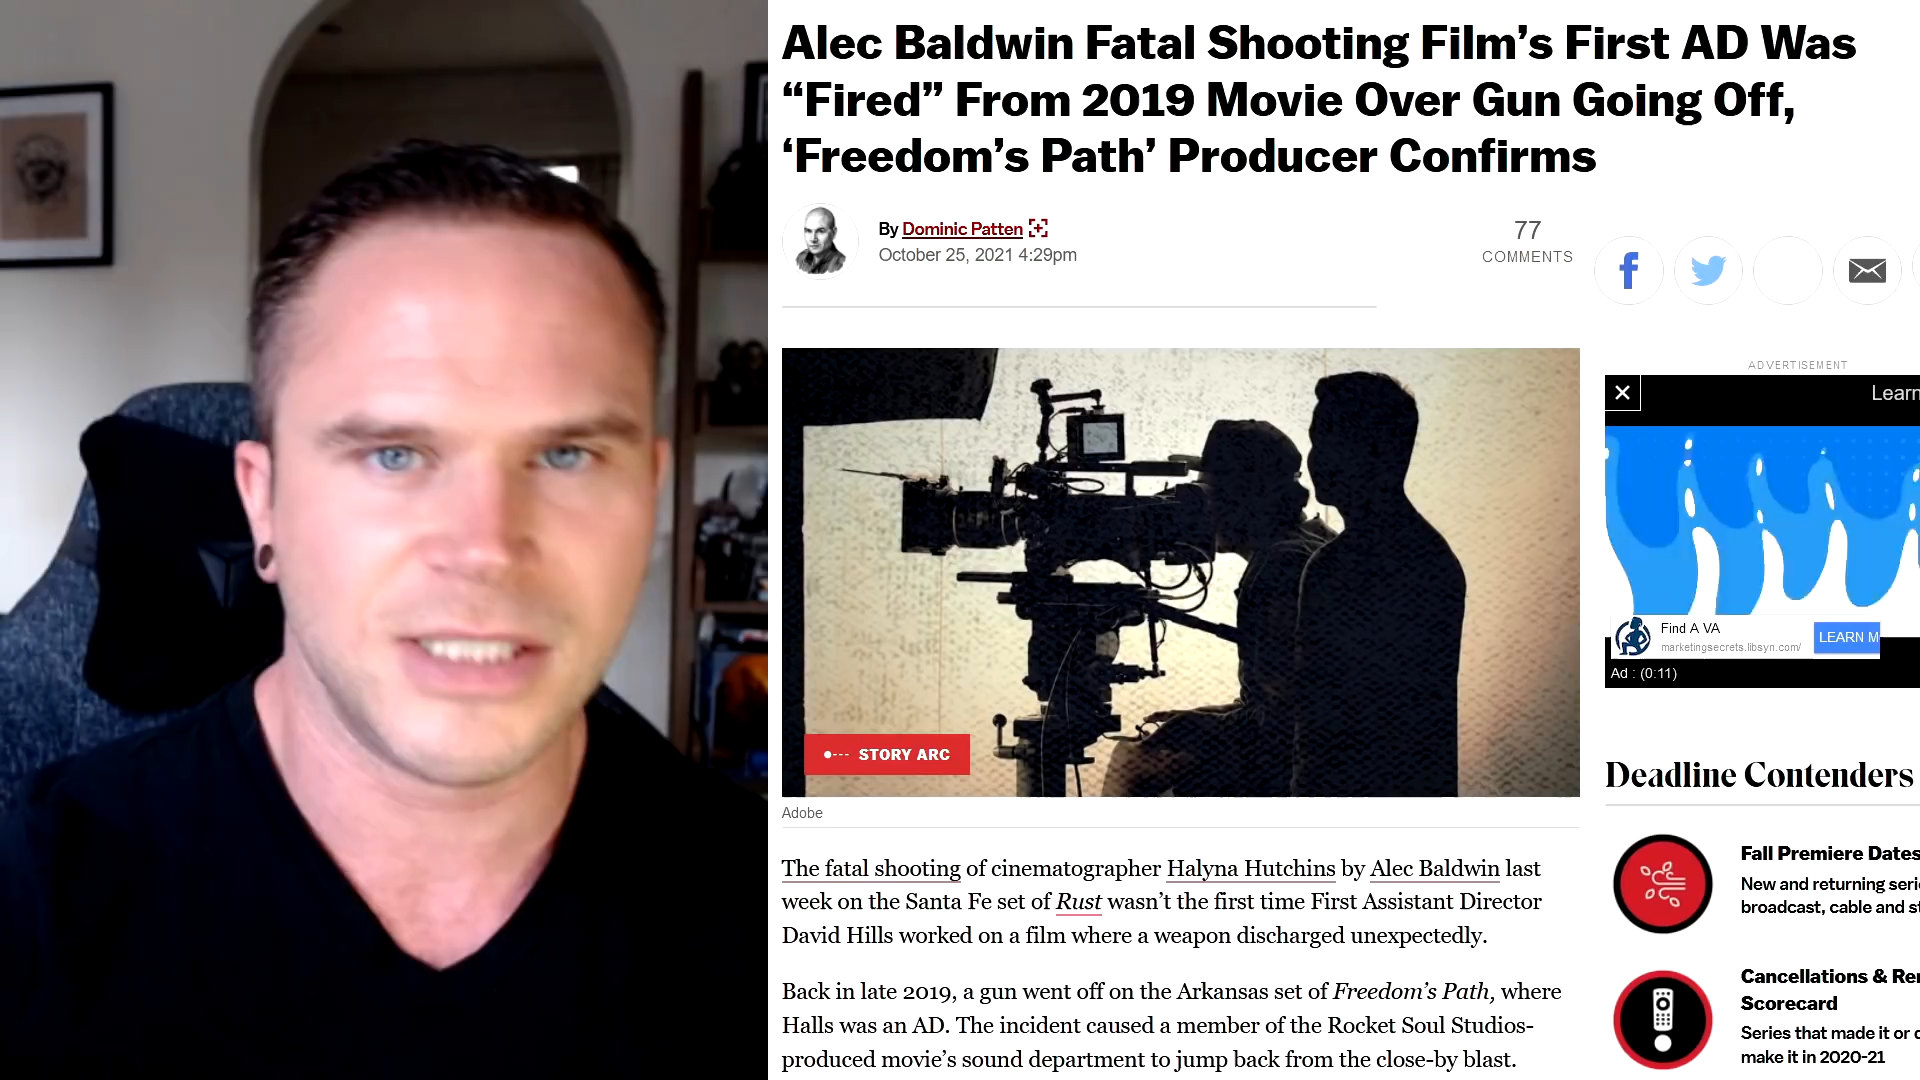 Alec Baldwin Fatal Shooting Film’s First AD Was
“Fired” From 2019 Movie Over Gun Going Off,
‘Freedom’s Path’ Producer Confirms
By Dominic Patten
October 25, 2021 4:29pm
77
COMMENTS
ADVERTISEMENT
Learn
STORY ARC
Find A VA
marketingsecrets.libsyn.com/
LEARN M
Ad : (0:11)
Adobe
The fatal shooting of cinematographer Halyna Hutchins by Alec Baldwin last
week on the Santa Fe set of Rust wasn’t the first time First Assistant Director
David Hills worked on a film where a weapon discharged unexpectedly.
Back in late 2019, a gun went off on the Arkansas set of Freedom’s Path, where
Halls was an AD. The incident caused a member of the Rocket Soul Studios-
produced movie’s sound department to jump back from the close-by blast.
Deadline Contenders
Fall Premiere Dates
New and returning seri
broadcast, cable and st
Cancellations & Re
Scorecard
Series that made it or d
make it in 2020-21